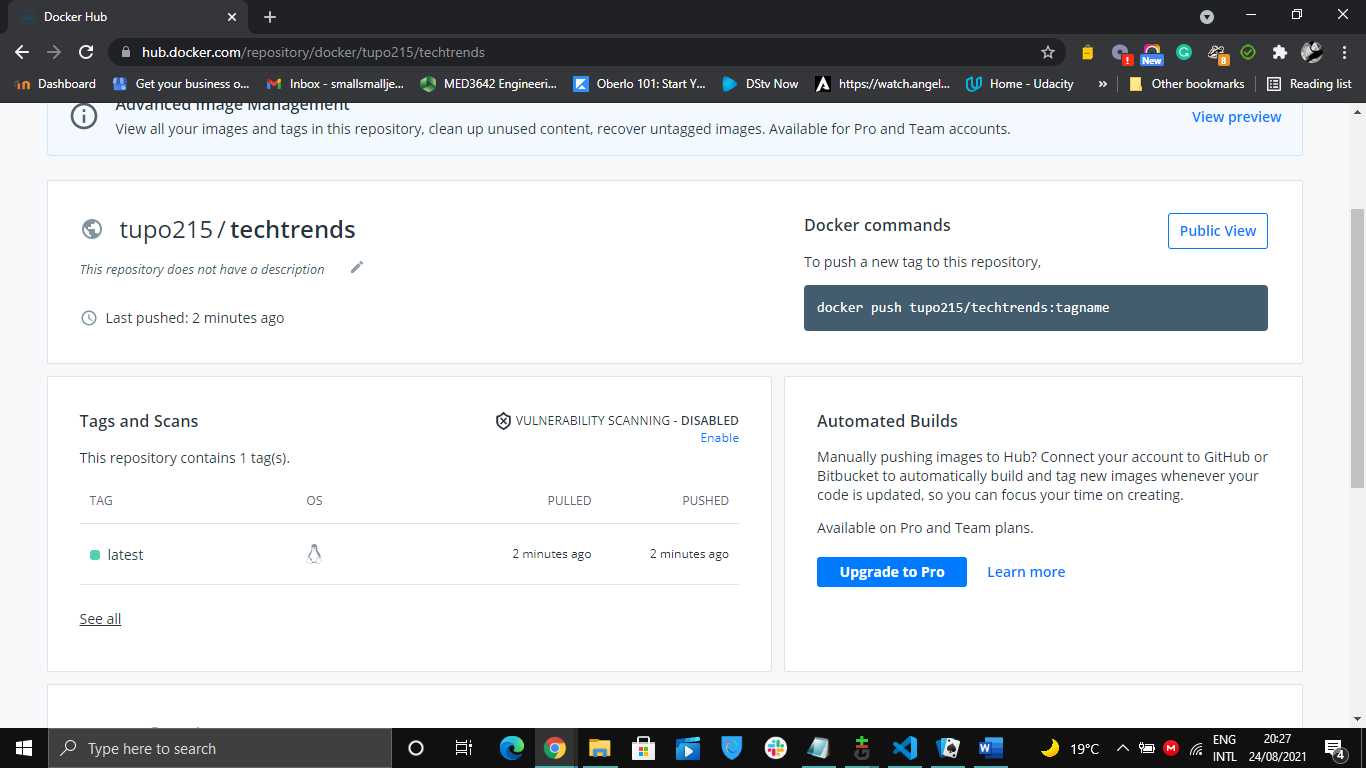 Docker Hub
hub.docker.com/repository/docker/tupo215/techtrends
! New 8
Dashboard Get your business o... Inbox - smallsmallje... MED3642 Engineeri... Oberlo 101: Start Y... DStv Now https://watch.angel... Home - Udacity » Other bookmarks Reading list
Advanced Image Management
View all your images and tags in this repository, clean up unused content, recover untagged images. Available for Pro and Team accounts.
View preview
tupo215 / techtrends
This repository does not have a description
Last pushed: 2 minutes ago
Docker commands
Public View
To push a new tag to this repository,
docker push tupo215/techtrends:tagname
Tags and Scans
VULNERABILITY SCANNING - DISABLED
Enable
This repository contains 1 tag(s).
TAG OS PULLED PUSHED
latest 2 minutes ago 2 minutes ago
See all
Automated Builds
Manually pushing images to Hub? Connect your account to GitHub or
Bitbucket to automatically build and tag new images whenever your
code is updated, so you can focus your time on creating.
Available on Pro and Team plans.
Upgrade to Pro Learn more
Type here to search
19°C
ENG
INTL
20:27
24/08/2021
4